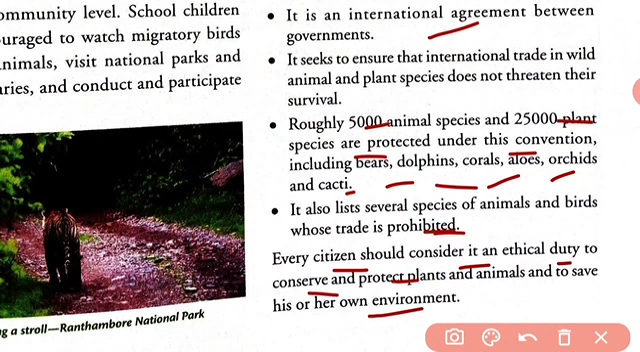 ommunity level. School children
uraged to watch migratory birds
nimals, visit national parks and
aries, and conduct and participate
g a stroll—Ranthambore National Park
• It is an international agreement between
governments.
• It seeks to ensure that international trade in wild
animal and plant species does not threaten their
survival.
• Roughly 5000 animal species and 25000 plant
species are protected under this convention,
including bears, dolphins, corals, aloes, orchids
and cacti.
• It also lists several species of animals and birds
whose trade is prohibited.
Every citizen should consider it an ethical duty to
conserve and protect plants and animals and to save
his or her own environment.